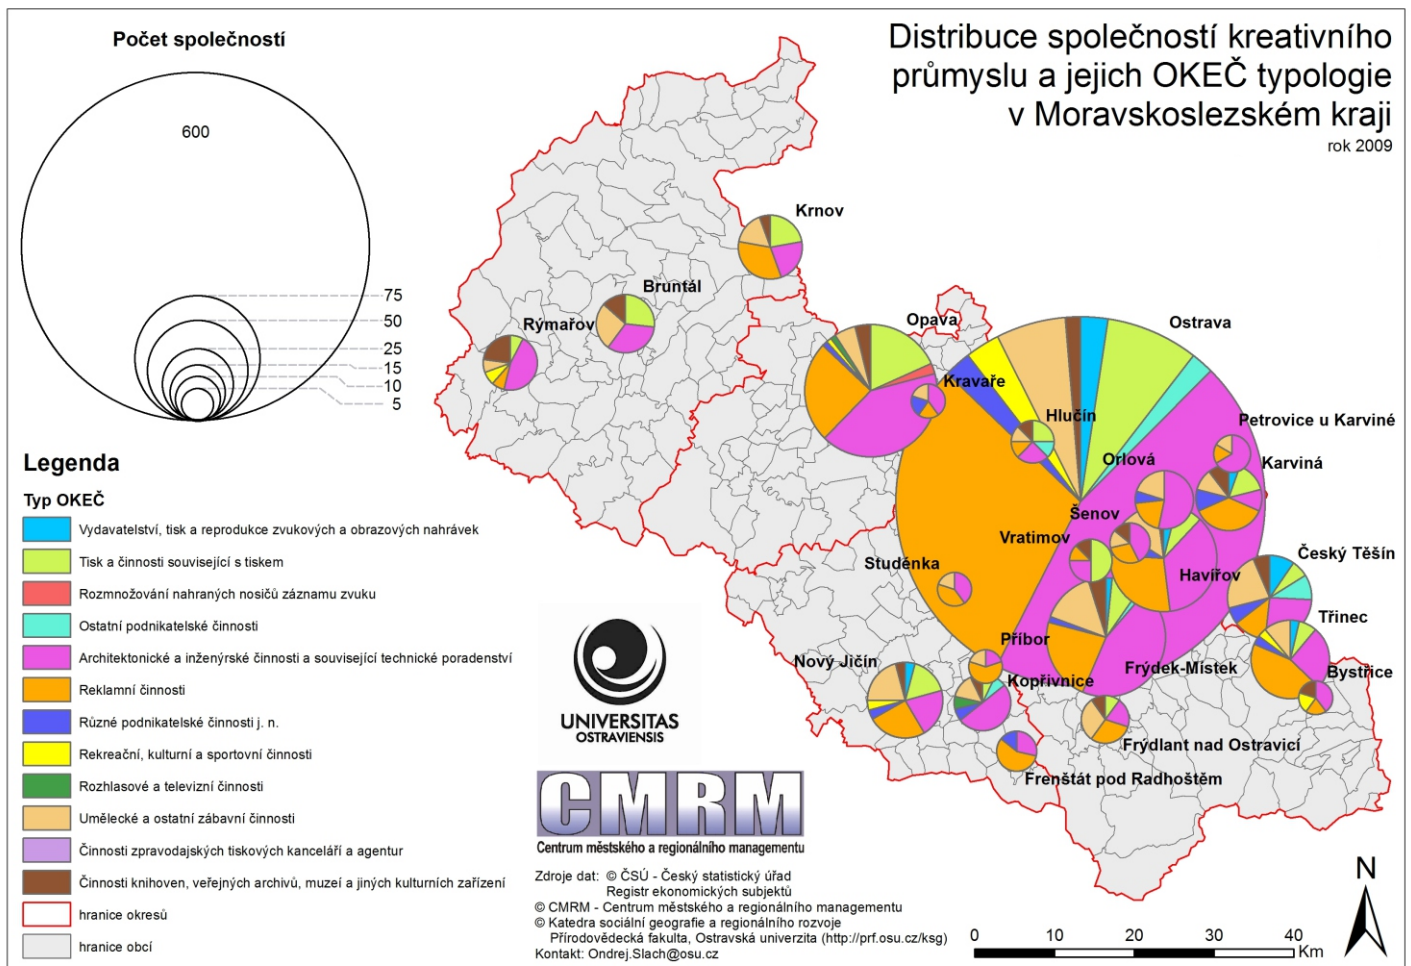 Počet společností
600
75
50
25
15
10
5
Distribuce společností kreativního
průmyslu a jejich OKEČ typologie
v Moravskoslezském kraji
rok 2009
Krnov
Bruntál
Rýmařov
Opava
Ostrava
Kravaře
Hlučín
Petrovice u Karviné
Orlová
Karviná
Šenov
Vratimov
Český Těšín
Studénka
Havířov
Třinec
Příbor
Nový Jičín
Frýdek-Místek
Bystřice
Kopřivnice
Frýdlant nad Ostravicí
Frenštát pod Radhoštěm
Legenda
Typ OKEČ
Vydavatelství, tisk a reprodukce zvukových a obrazových nahrávek
Tisk a činnosti související s tiskem
Rozmnožování nahraných nosičů záznamu zvuku
Ostatní podnikatelské činnosti
Architektonické a inženýrské činnosti a související technické poradenství
Reklamní činnosti
Různé podnikatelské činnosti j. n.
Rekreační, kulturní a sportovní činnosti
Rozhlasové a televizní činnosti
Umělecké a ostatní zábavní činnosti
Činnosti zpravodajských tiskových kanceláří a agentur
Činnosti knihoven, veřejných archivů, muzeí a jiných kulturních zařízení
hranice okresů
hranice obcí
UNIVERSITAS
OSTRAVIENSIS
CMRM
Centrum městského a regionálního managementu
Zdroje dat: © ČSÚ - Český statistický úřad
Registr ekonomických subjektů
© CMRM - Centrum městského a regionálního managementu
© Katedra sociální geografie a regionálního rozvoje
Přírodovědecká fakulta, Ostravská univerzita (http://prf.osu.cz/ksg)
Kontakt: Ondrej.Slach@osu.cz
N
0 10 20 30 40
Km